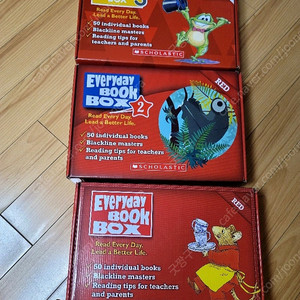 Read Every Day.
Lead a Better Life.
50 individual books
Blackline masters
Reading tips for
teachers and parents
SCHOLASTIC
Everyday
BOOK
BOX
2
RED
Read Every Day.
Lead a Better Life.
50 individual books
Blackline masters
Reading tips for teachers
and parents
SCHOLASTIC
Everyday
BOOK
BOX
RED
Read Every Day.
Lead a Better Life.
50 individual books
Blackline masters
Reading tips for teachers
and parents